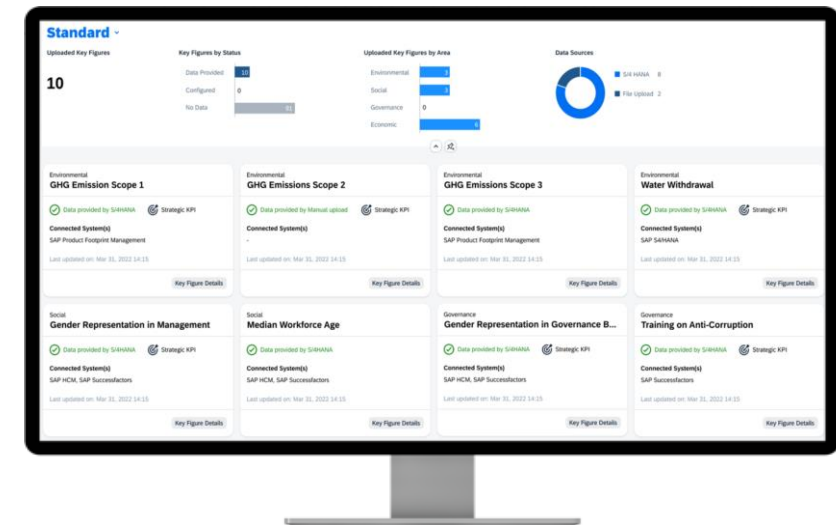 Standard
Uploaded Key Figures
10
Key Figures by Status
Data Provided 10
Configured 0
No Data 91
Uploaded Key Figures by Area
Environmental 3
Social 3
Governance 0
Economic 6
Data Sources
S/4 HANA 8
File Upload 2
Environmental
GHG Emission Scope 1
Data provided by S/4HANA Strategic KPI
Connected System(s)
SAP Product Footprint Management
Last updated on: Mar 31, 2022 14:15
Key Figure Details
Environmental
GHG Emissions Scope 2
Data provided by Manual upload Strategic KPI
Connected System(s)
-
Last updated on: Mar 31, 2022 14:15
Key Figure Details
Environmental
GHG Emissions Scope 3
Data provided by S/4HANA
Connected System(s)
SAP Product Footprint Management
Last updated on: Mar 31, 2022 14:15
Key Figure Details
Environmental
Water Withdrawal
Data provided by S/4HANA Strategic KPI
Connected System(s)
SAP S4/HANA
Last updated on: Mar 31, 2022 14:15
Key Figure Details
Social
Gender Representation in Management
Data provided by S/4HANA Strategic KPI
Connected System(s)
SAP HCM, SAP Successfactors
Last updated on: Mar 31, 2022 14:15
Key Figure Details
Social
Median Workforce Age
Data provided by S/4HANA
Connected System(s)
SAP HCM, SAP Successfactors
Last updated on: Mar 31, 2022 14:15
Key Figure Details
Governance
Gender Representation in Governance B...
Data provided by S/4HANA Strategic KPI
Connected System(s)
SAP HCM, SAP Successfactors
Last updated on: Mar 31, 2022 14:15
Key Figure Details
Governance
Training on Anti-Corruption
Data provided by S/4HANA Strategic KPI
Connected System(s)
SAP Successfactors
Last updated on: Mar 31, 2022 14:15
Key Figure Details